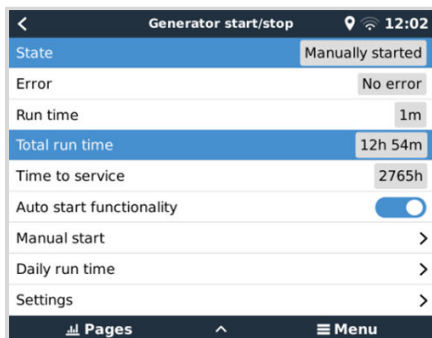 Generator start/stop 12:02
State Manually started
Error No error
Run time 1m
Total run time 12h 54m
Time to service 2765h
Auto start functionality
Manual start
Daily run time
Settings
Pages Menu